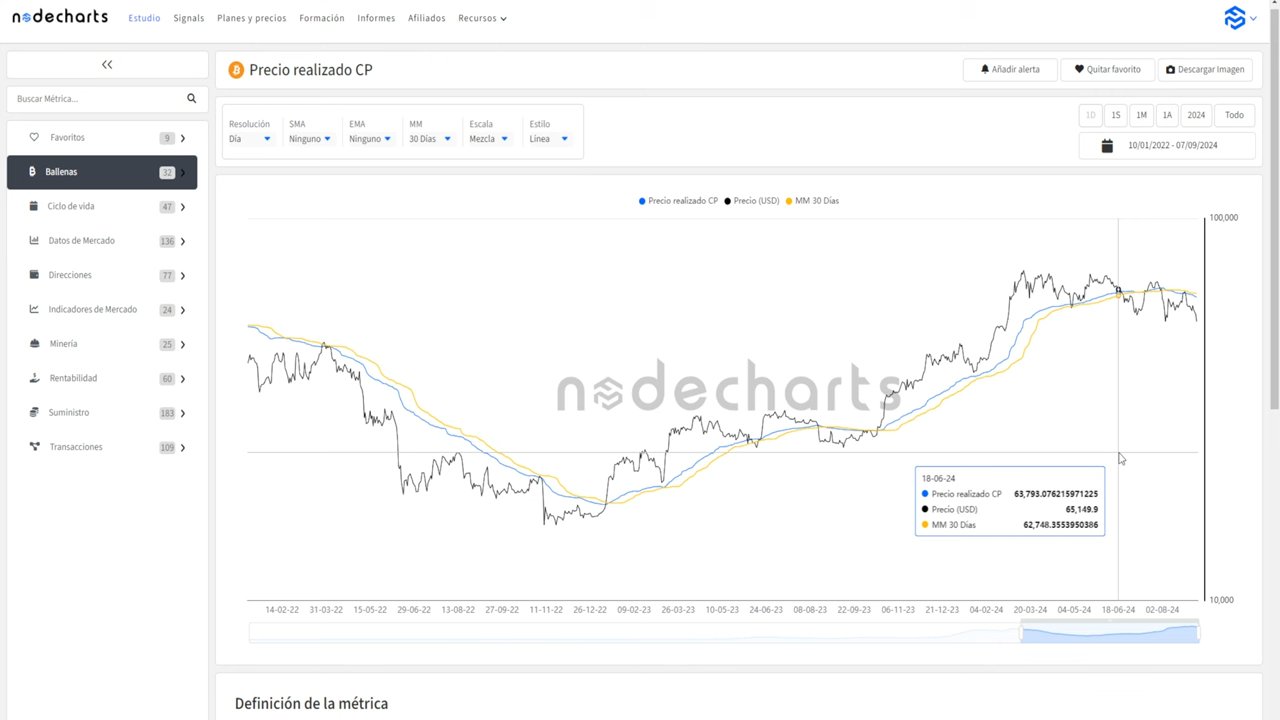 nodecharts
Estudio Signals Planes y precios Formación Informes Afiliados Recursos
Precio realizado CP
Añadir alerta Quitar favorito Descargar Imagen
Buscar Métrica...
Favoritos 9
Ballenas 32
Ciclo de vida 47
Datos de Mercado 136
Direcciones 77
Indicadores de Mercado 24
Minería 25
Rentabilidad 60
Suministro 183
Transacciones 109
Resolución SMA EMA MM Escala Estilo
Día Ninguno Ninguno 30 Días Mezcla Línea
1D 1S 1M 1A 2024 Todo
10/01/2022 - 07/09/2024
Precio realizado CP Precio (USD) MM 30 Días
100,000
nodecharts
18-06-24
Precio realizado CP 63,793.076215971225
Precio (USD) 65,149.9
MM 30 Días 62,748.3553950386
10,000
14-02-22 31-03-22 15-05-22 29-06-22 13-08-22 27-09-22 11-11-22 26-12-22 09-02-23 26-03-23 10-05-23 24-06-23 08-08-23 22-09-23 06-11-23 21-12-23 04-02-24 20-03-24 04-05-24 18-06-24 02-08-24
Definición de la métrica